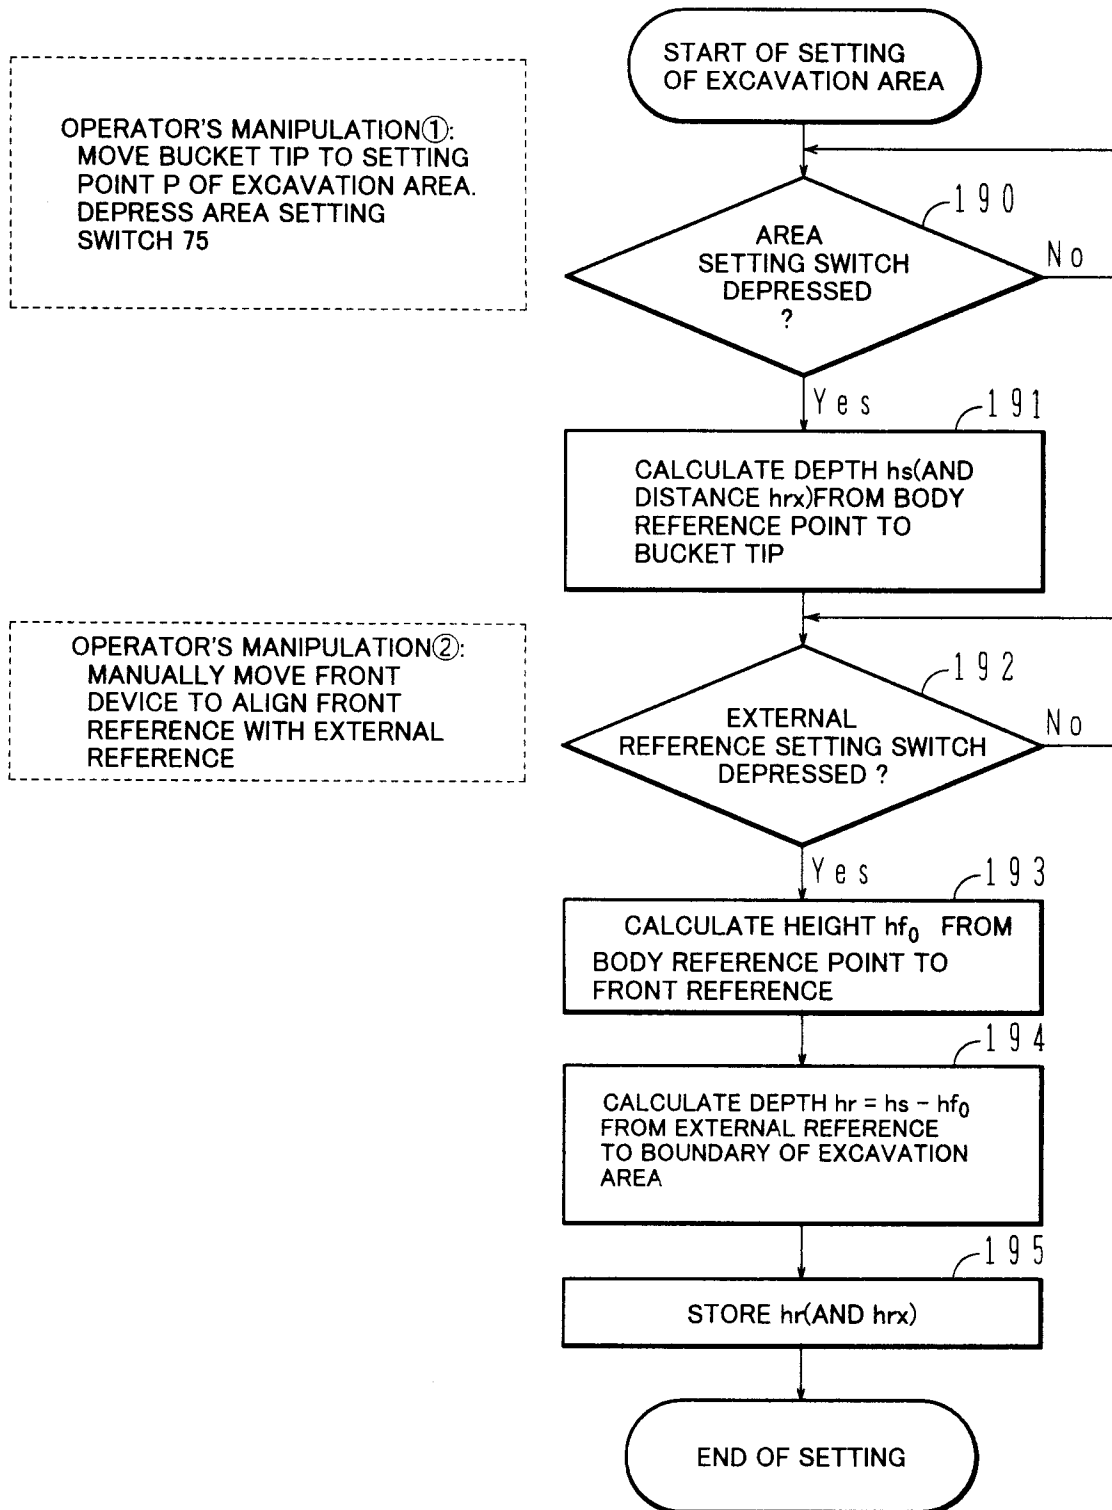 START OF SETTING
OF EXCAVATION AREA
OPERATOR'S MANIPULATION①:
MOVE BUCKET TIP TO SETTING
POINT P OF EXCAVATION AREA.
DEPRESS AREA SETTING
SWITCH 75
190
AREA
SETTING SWITCH
DEPRESSED
?
No
Yes
191
CALCULATE DEPTH hs(AND
DISTANCE hrx)FROM BODY
REFERENCE POINT TO
BUCKET TIP
OPERATOR'S MANIPULATION②:
MANUALLY MOVE FRONT
DEVICE TO ALIGN FRONT
REFERENCE WITH EXTERNAL
REFERENCE
192
EXTERNAL
REFERENCE SETTING SWITCH
DEPRESSED ?
No
Yes
193
CALCULATE HEIGHT hf₀ FROM
BODY REFERENCE POINT TO
FRONT REFERENCE
194
CALCULATE DEPTH hr = hs − hf₀
FROM EXTERNAL REFERENCE
TO BOUNDARY OF EXCAVATION
AREA
195
STORE hr(AND hrx)
END OF SETTING